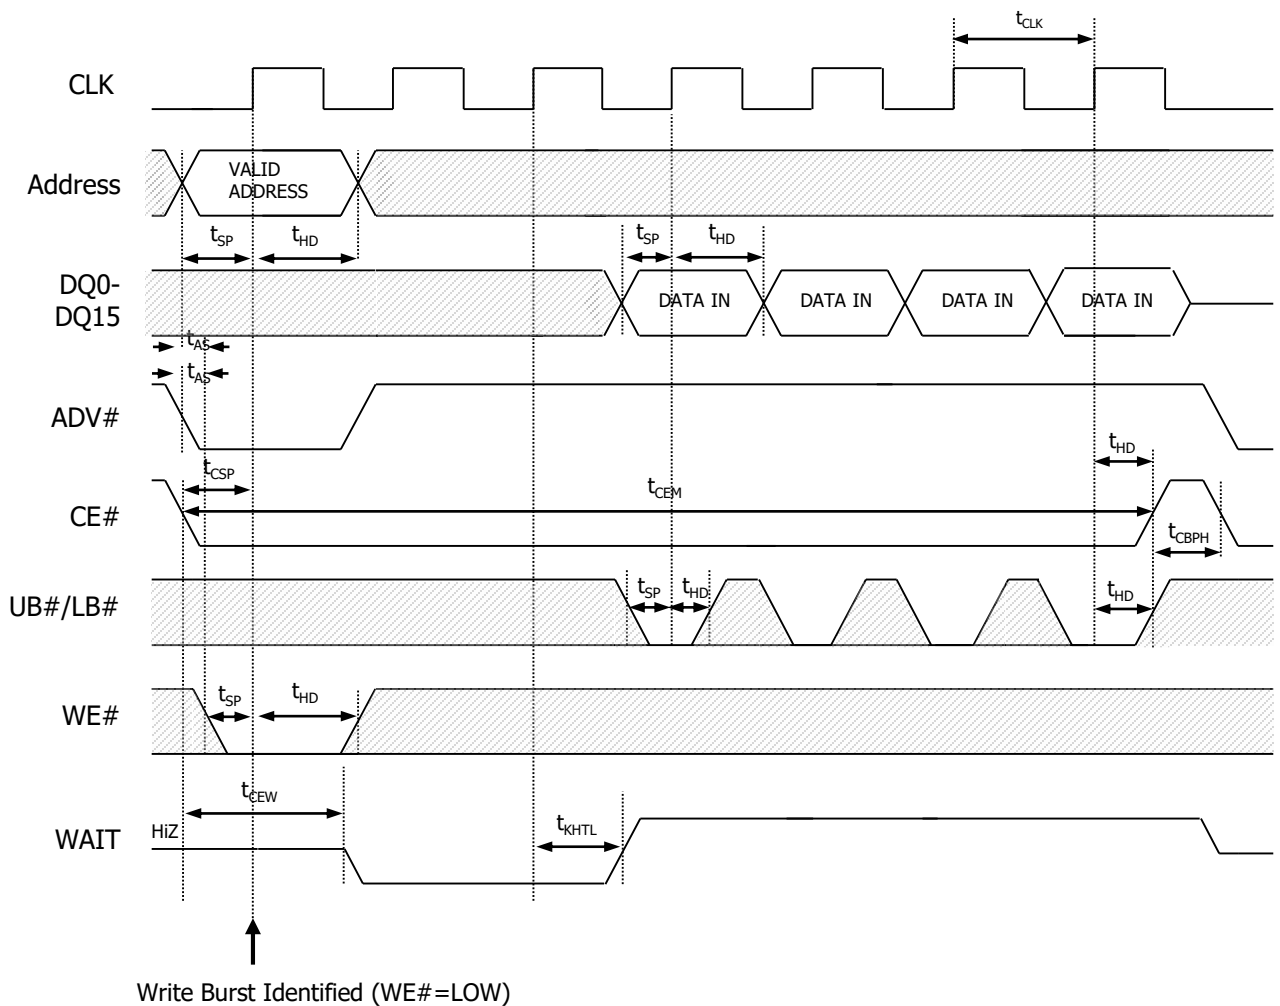 tCLK
CLK
Address
VALID
ADDRESS
tSP
tHD
tSP
tHD
DQ0-
DQ15
DATA IN
DATA IN
DATA IN
DATA IN
tAS
tAS
ADV#
tHD
tCSP
tCEM
CE#
tCBPH
UB#/LB#
tSP
tHD
tHD
WE#
tSP
tHD
tCEW
WAIT
HiZ
tKHTL
Write Burst Identified (WE#=LOW)